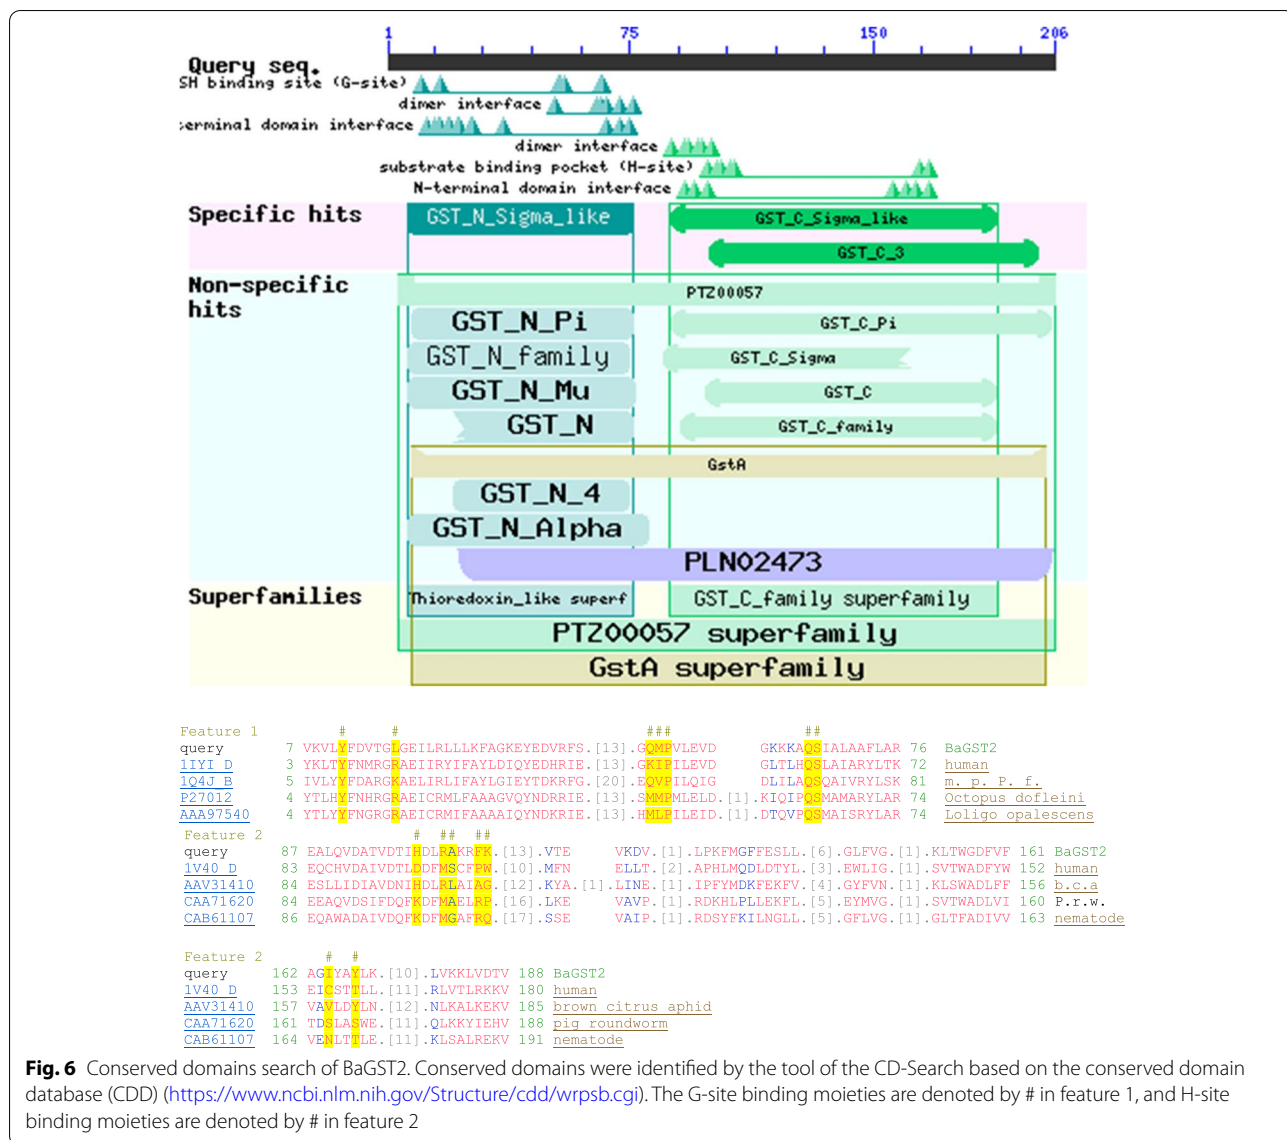 1 75 150 206
Query seq.
SH binding site (G-site)
dimer interface
terminal domain interface
dimer interface
substrate binding pocket (H-site)
N-terminal domain interface
Specific hits
GST_N_Sigma_like GST_C_Sigma_like
GST_C_3
Non-specific
hits
PTZ00057
GST_N_Pi GST_C_Pi
GST_N_family GST_C_Sigma
GST_N_Mu GST_C
GST_N GST_C_family
GstA
GST_N_4
GST_N_Alpha
PLN02473
Superfamilies
Thioredoxin_like superf GST_C_family superfamily
PTZ00057 superfamily
GstA superfamily
Feature 1 # # ### ##
query 7 VKVLYFDVTGLGEILRLLLKFAGKEYEDVRFS.[13].GQMPVLEVD GKKKAQSIALAAFLAR 76 BaGST2
1IYI_D 3 YKLTYFNMRGRAEIIRYIFAYLDIQYEDHRIE.[13].GKIPILEVD GLTLHQSLAIARYLTK 72 human
1Q4J_B 5 IVLYYFDARGKAELIRLIFAYLGIEYTDKRFG.[20].EQVPILQIG DLILAQSQAIVRYLSK 81 m. p. P. f.
P27012 4 YTLHYFNHRGRAEICRMLFAAAGVQYNDRRIE.[13].SMMPMLELD.[1].KIQIPQSMAMARYLAR 74 Octopus dofleini
AAA97540 4 YTLYYFNGRGRAEICRMIFAAAAIQYNDKRIE.[13].HMLPILEID.[1].DTQVPQSMAISRYLAR 74 Loligo opalescens
Feature 2 # ## ##
query 87 EALQVDATVDTIHDLRAKRFK.[13].VTE VKDV.[1].LPKFMGFFESLL.[6].GLFVG.[1].KLTWGDFVF 161 BaGST2
1V40_D 83 EQCHVDAIVDTLDDFMSCFPW.[10].MFN ELLT.[2].APHLMQDLDTYL.[3].EWLIG.[1].SVTWADFYW 152 human
AAV31410 84 ESLLIDIAVDNIHDLRLAIAG.[12].KYA.[1].LINE.[1].IPFYMDKFEKFV.[4].GYFVN.[1].KLSWADLFF 156 b.c.a
CAA71620 84 EEAQVDSIFDQFKDFMAELRP.[16].LKE VAVP.[1].RDKHLPLLEKFL.[5].EYMVG.[1].SVTWADLVI 160 P.r.w.
CAB61107 86 EQAWADAIVDQFKDFMGAFRQ.[17].SSE VAIP.[1].RDSYFKILNGLL.[5].GFLVG.[1].GLTFADIVV 163 nematode
Feature 2 # #
query 162 AGIYAYLK.[10].LVKKLVDTV 188 BaGST2
1V40_D 153 EICSTTLL.[11].RLVTLRKKV 180 human
AAV31410 157 VAVLDYLN.[12].NLKALKEKV 185 brown citrus aphid
CAA71620 161 TDSLASWE.[11].QLKKYIEHV 188 pig roundworm
CAB61107 164 VENLTTLE.[11].KLSALREKV 191 nematode
Fig. 6 Conserved domains search of BaGST2. Conserved domains were identified by the tool of the CD-Search based on the conserved domain
database (CDD) (https://www.ncbi.nlm.nih.gov/Structure/cdd/wrpsb.cgi). The G-site binding moieties are denoted by # in feature 1, and H-site
binding moieties are denoted by # in feature 2